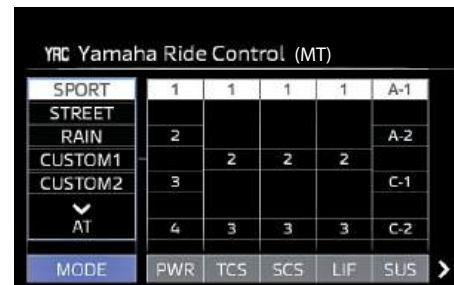 YRC Yamaha Ride Control (MT)
SPORT 1 1 1 1 A-1
STREET
RAIN 2 A-2
CUSTOM1 2 2 2
CUSTOM2 3 C-1
AT 4 3 3 3 C-2
MODE PWR TCS SCS LIF SUS